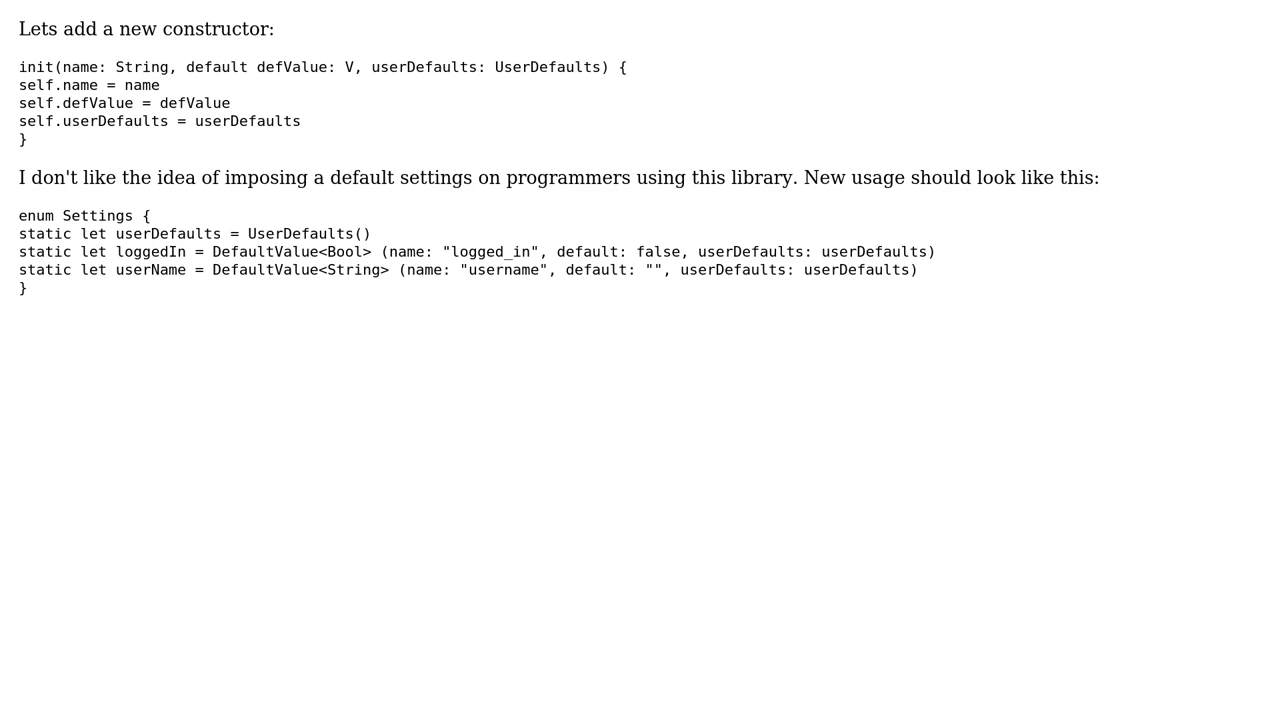 Lets add a new constructor:
init(name: String, default defValue: V, userDefaults: UserDefaults) {
self.name = name
self.defValue = defValue
self.userDefaults = userDefaults
}
I don't like the idea of imposing a default settings on programmers using this library. New usage should look like this:
enum Settings {
static let userDefaults = UserDefaults()
static let loggedIn = DefaultValue<Bool> (name: "logged_in", default: false, userDefaults: userDefaults)
static let userName = DefaultValue<String> (name: "username", default: "", userDefaults: userDefaults)
}